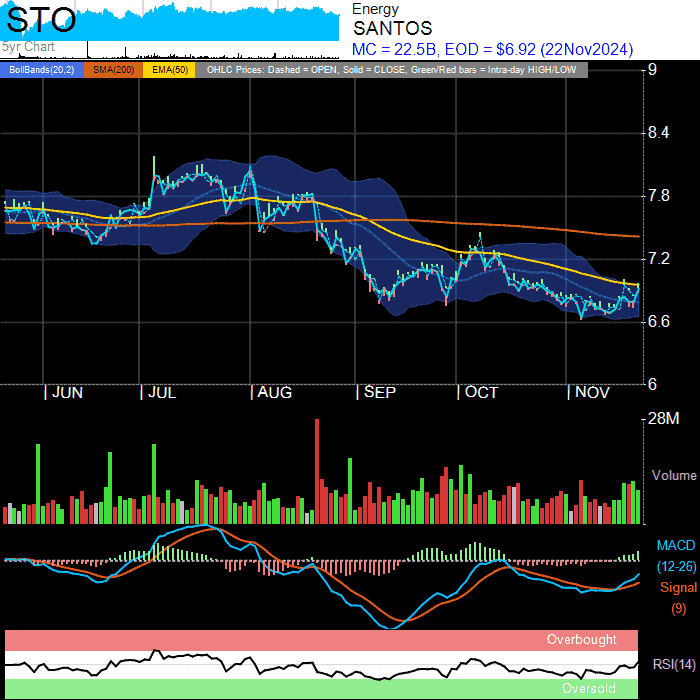 STO
5yr Chart
Energy
SANTOS
MC = 22.5B, EOD = $6.92 (22Nov2024)
BollBands(20,2) SMA(200) EMA(50) OHLC Prices: Dashed = OPEN, Solid = CLOSE, Green/Red bars = Intra-day HIGH/LOW
9
8.4
7.8
7.2
6.6
6
| JUN | JUL | AUG | SEP | OCT | NOV
28M
Volume
MACD
(12-26)
Signal
(9)
Overbought
RSI(14)
Oversold